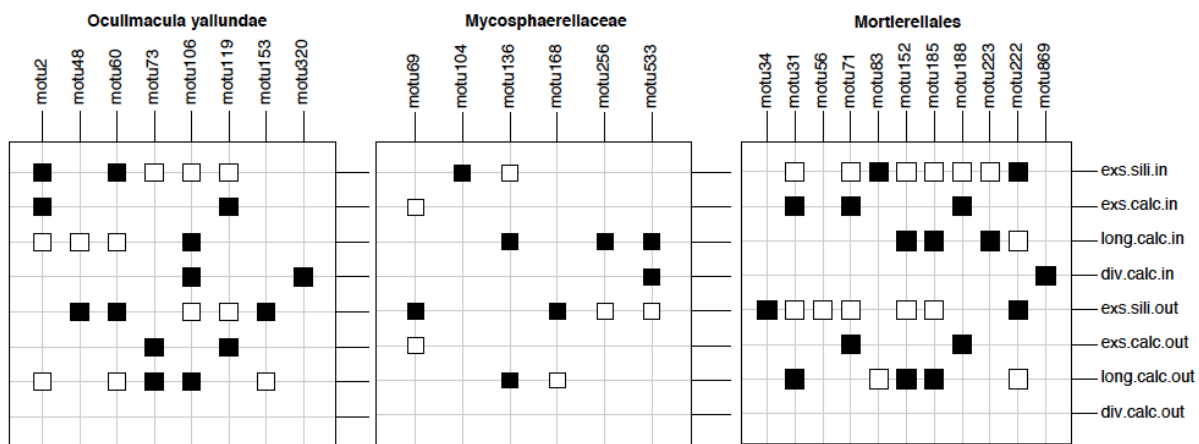 Oculimacula yallundae
Mycosphaerellaceae
Mortierellales
motu2
motu48
motu60
motu73
motu106
motu119
motu153
motu320
motu69
motu104
motu136
motu168
motu256
motu533
motu34
motu31
motu56
motu71
motu83
motu152
motu185
motu188
motu223
motu222
motu869
exs.sili.in
exs.calc.in
long.calc.in
div.calc.in
exs.sili.out
exs.calc.out
long.calc.out
div.calc.out